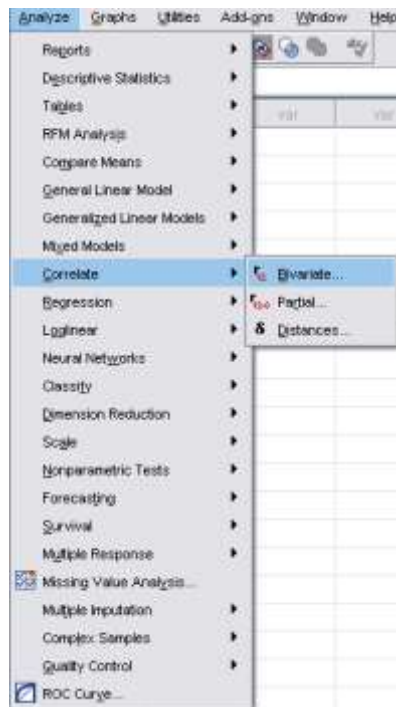 Analyze Graphs Utilities Add-ons Window Help
Reports
Descriptive Statistics
Tables
var var
RFM Analysis
Compare Means
General Linear Model
Generalized Linear Models
Mixed Models
Correlate
Bivariate...
Regression
Partial...
Loglinear
δ Distances...
Neural Networks
Classify
Dimension Reduction
Scale
Nonparametric Tests
Forecasting
Survival
Multiple Response
Missing Value Analysis...
Multiple Imputation
Complex Samples
Quality Control
ROC Curve...